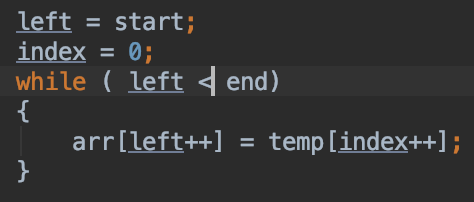 left = start;
index = 0;
while ( left < end)
{
    arr[left++] = temp[index++];
}